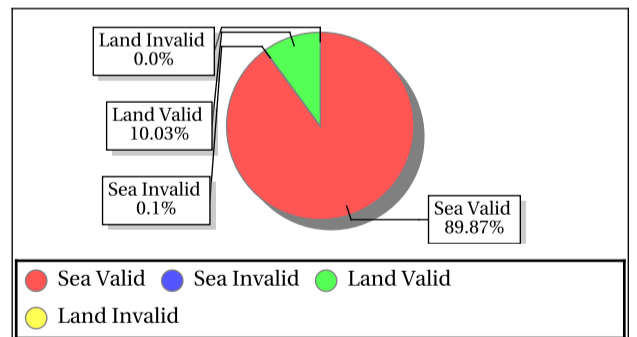 Land Invalid
0.0%
Land Valid
10.03%
Sea Invalid
0.1%
Sea Valid
89.87%
Sea Valid Sea Invalid Land Valid
Land Invalid